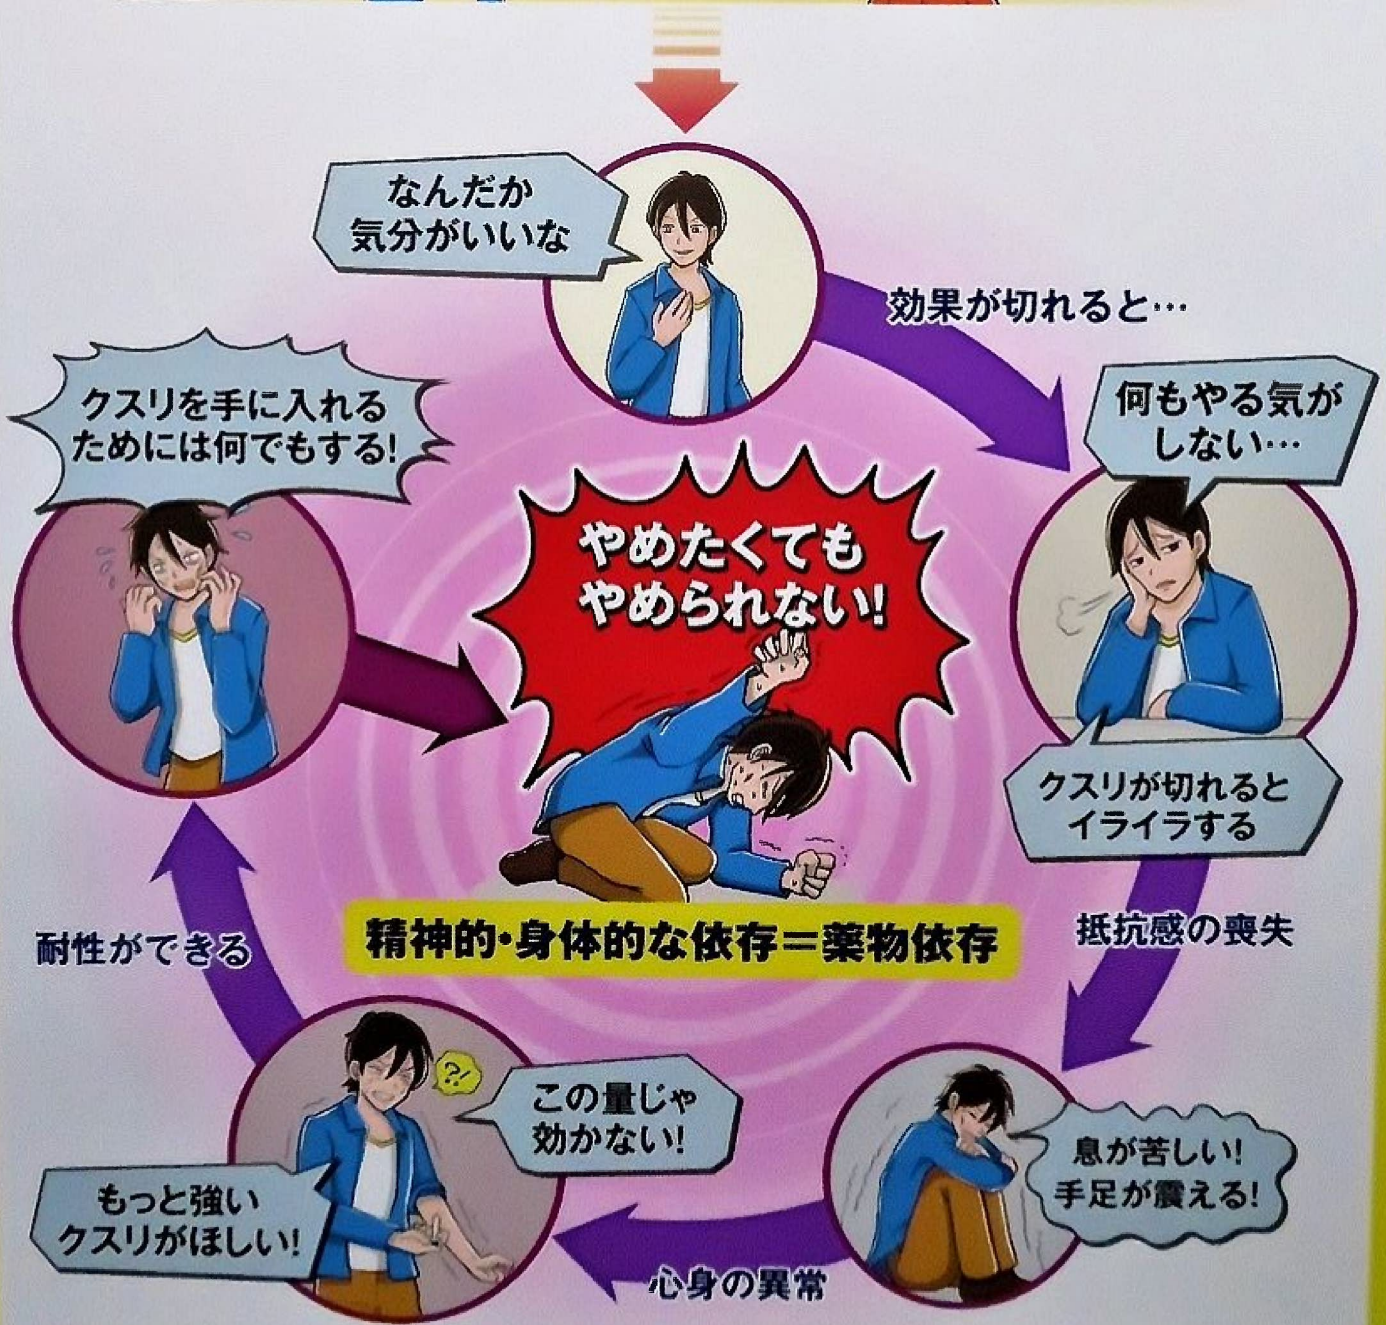 なんだか
気分がいいな
効果が切れると…
何もやる気が
しない…
クスリが切れると
イライラする
抵抗感の喪失
息が苦しい!
手足が震える!
心身の異常
?!
この量じゃ
効かない!
もっと強い
クスリがほしい!
耐性ができる
クスリを手に入れる
ためには何でもする!
やめたくても
やめられない!
精神的・身体的な依存=薬物依存